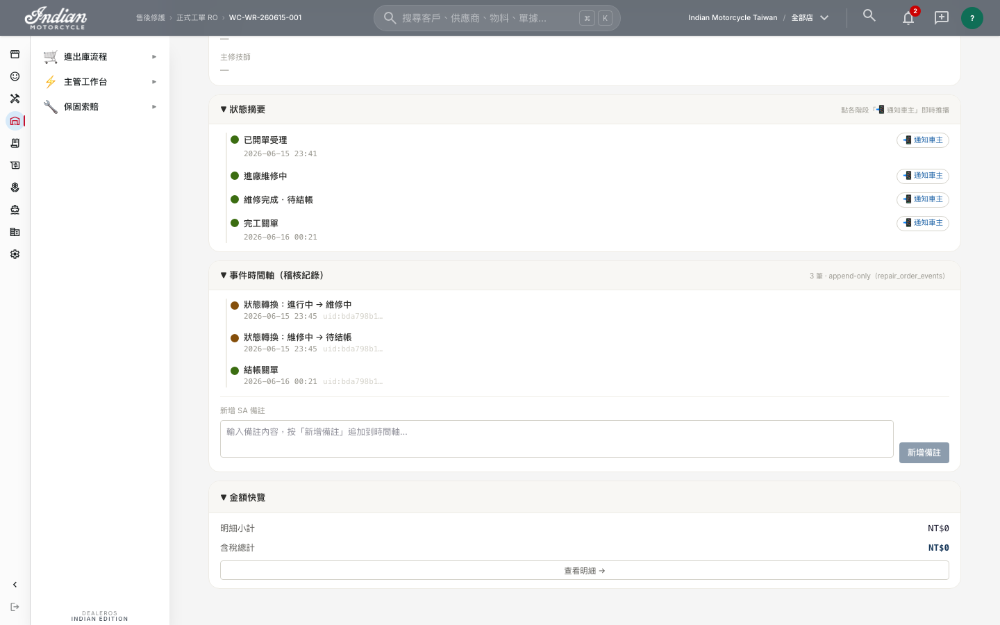 Indian
MOTORCYCLE
售後修護 › 正式工單 RO › WC-WR-260615-001
搜尋客戶、供應商、物料、單據...
⌘ K
Indian Motorcycle Taiwan / 全部店
2
?
進出庫流程
主管工作台
保固索賠
—
主修技師
—
▼ 狀態摘要
點各階段「📲 通知車主」即時推播
已開單受理
2026-06-15 23:41
📲 通知車主
進廠維修中
📲 通知車主
維修完成 · 待結帳
📲 通知車主
完工關單
2026-06-16 00:21
📲 通知車主
▼ 事件時間軸（稽核紀錄）
3 筆 · append-only（repair_order_events）
狀態轉換：進行中 → 維修中
2026-06-15 23:45 uid:bda798b1…
狀態轉換：維修中 → 待結帳
2026-06-15 23:45 uid:bda798b1…
結帳關單
2026-06-16 00:21 uid:bda798b1…
新增 SA 備註
輸入備註內容，按「新增備註」追加到時間軸...
新增備註
▼ 金額快覽
明細小計
NT$0
含稅總計
NT$0
查看明細 →
DEALEROS
INDIAN EDITION